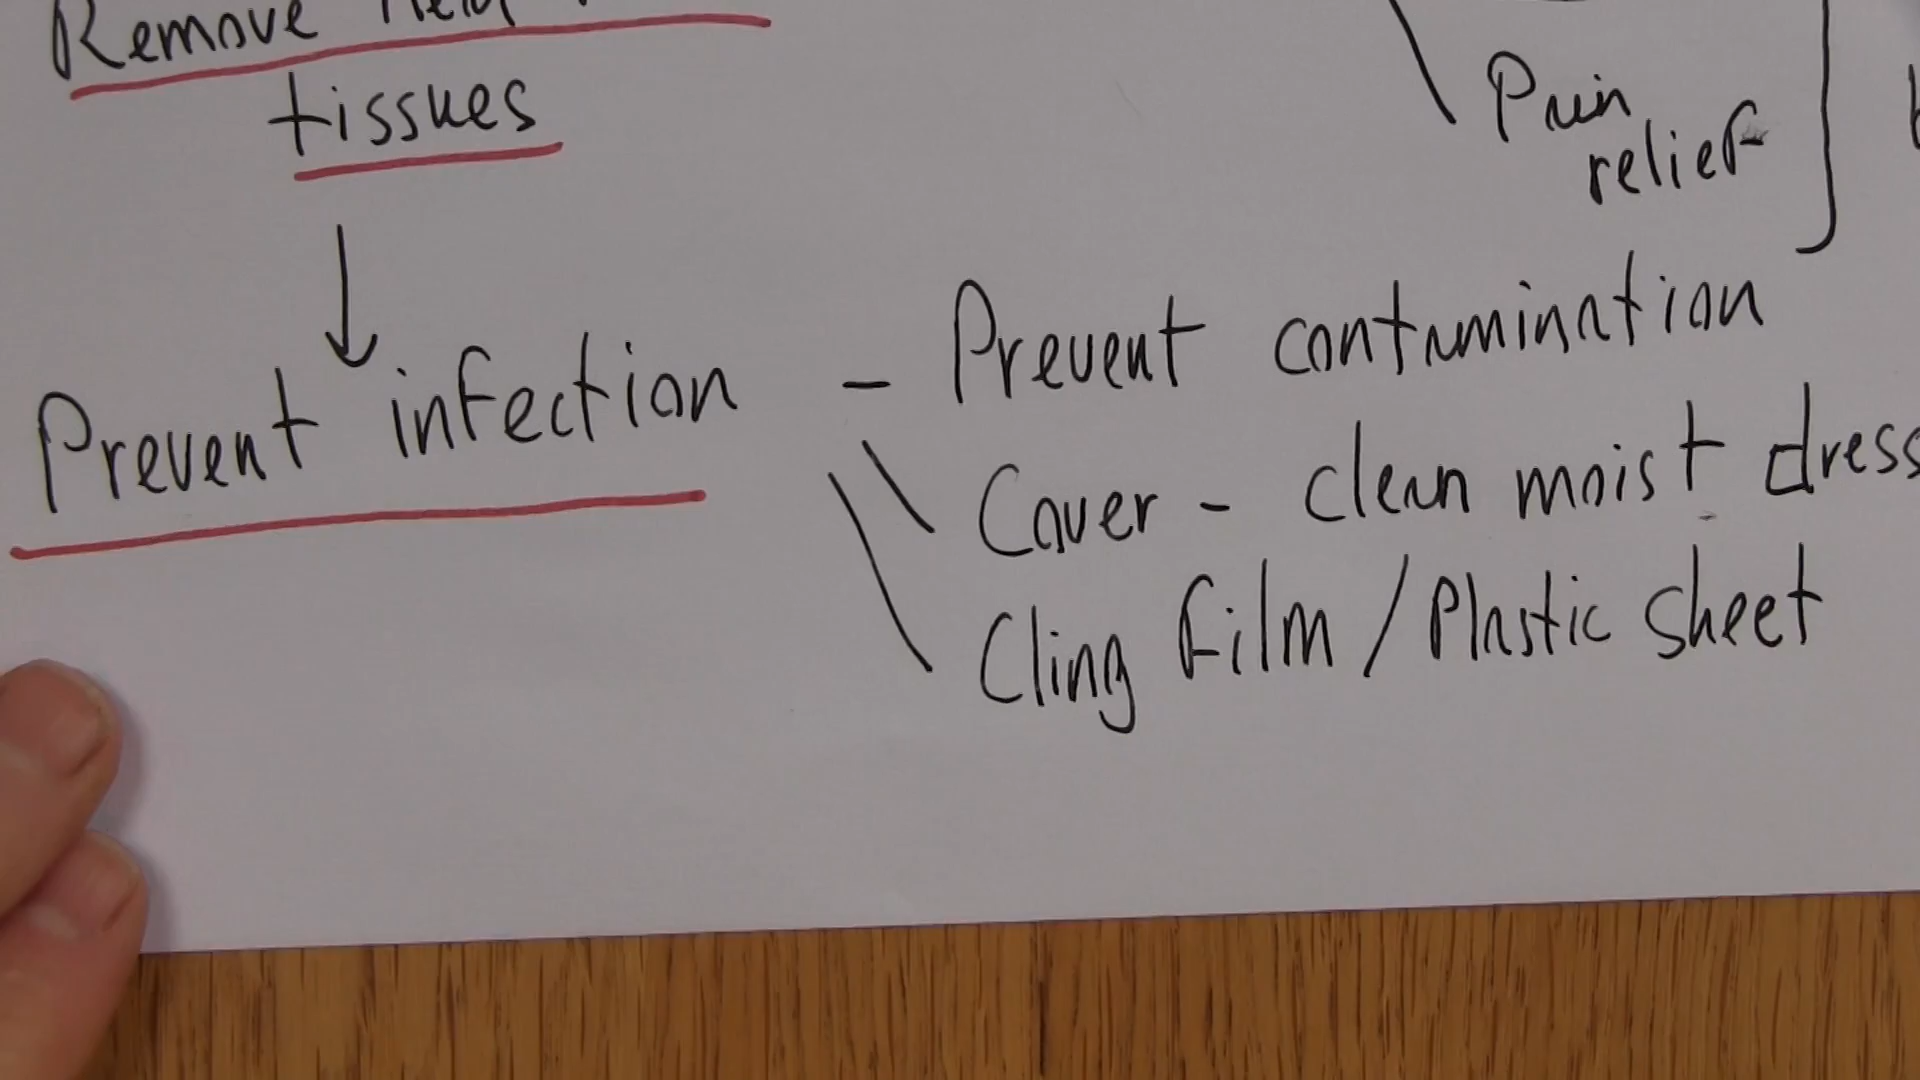 Remove
tissues
Pain
relief
Prevent infection - Prevent contamination
Cover - clean moist dress
Cling film / Plastic sheet